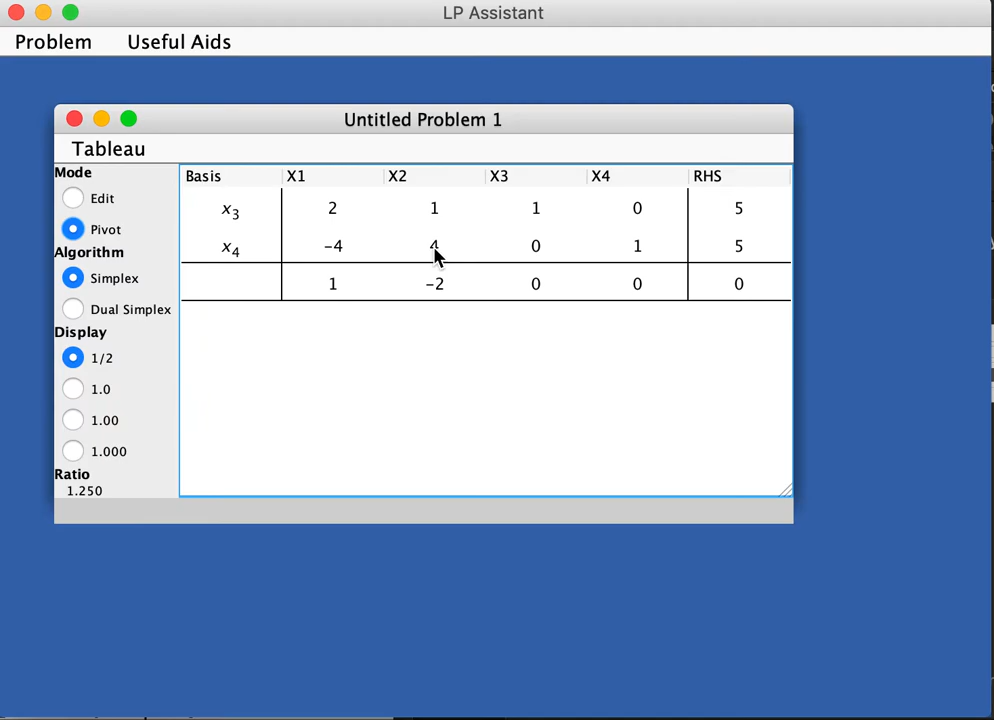 LP Assistant
Problem Useful Aids
Untitled Problem 1
Tableau
Mode
Edit
Pivot
Algorithm
Simplex
Dual Simplex
Display
1/2
1.0
1.00
1.000
Ratio
1.250
Basis X1 X2 X3 X4 RHS
x3 2 1 1 0 5
x4 −4 4 0 1 5
1 −2 0 0 0